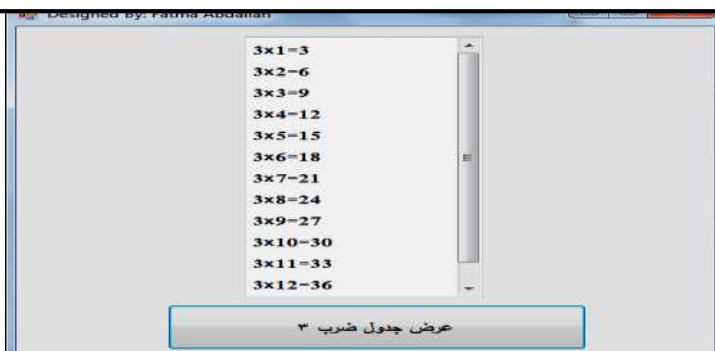 Designed By: Fatma Abdallah
3x1=3
3x2=6
3x3=9
3x4=12
3x5=15
3x6=18
3x7=21
3x8=24
3x9=27
3x10=30
3x11=33
3x12=36
عرض جدول ضرب ٣